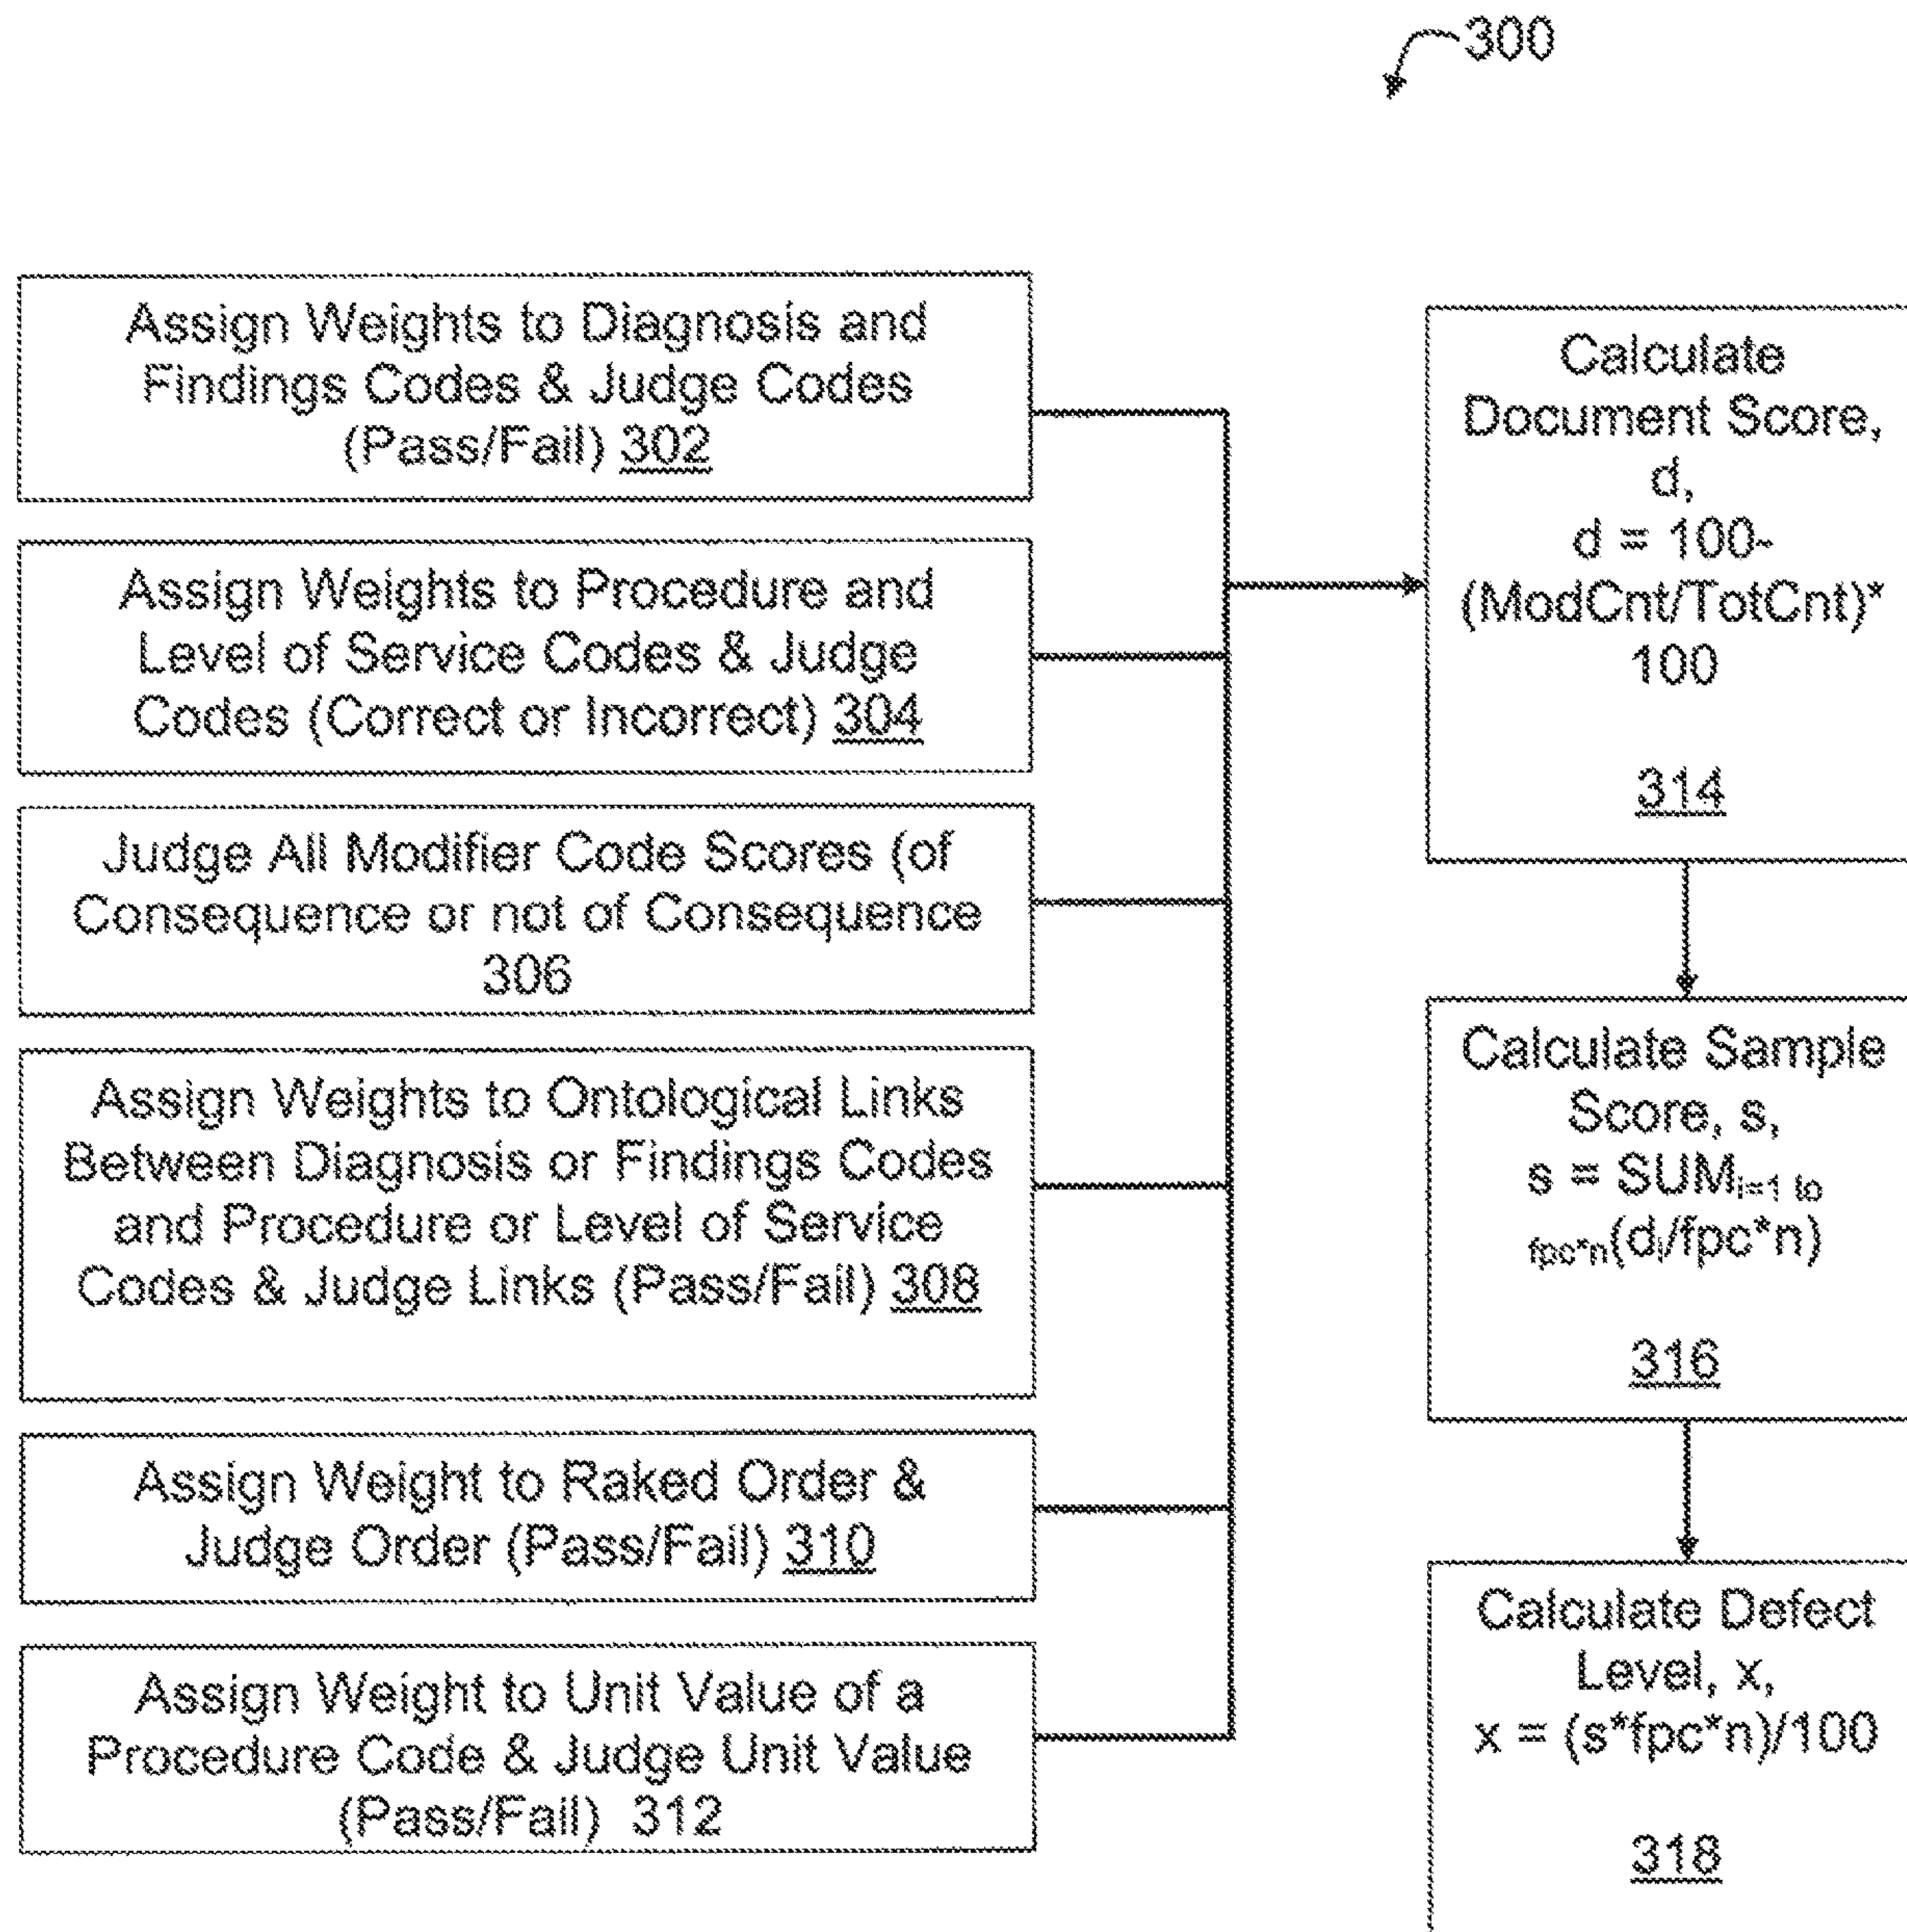 300
Assign Weights to Diagnosis and
Findings Codes & Judge Codes
(Pass/Fail) 302
Assign Weights to Procedure and
Level of Service Codes & Judge
Codes (Correct or Incorrect) 304
Judge All Modifier Code Scores (of
Consequence or not of Consequence
306
Assign Weights to Ontological Links
Between Diagnosis or Findings Codes
and Procedure or Level of Service
Codes & Judge Links (Pass/Fail) 308
Assign Weight to Raked Order &
Judge Order (Pass/Fail) 310
Assign Weight to Unit Value of a
Procedure Code & Judge Unit Value
(Pass/Fail) 312
Calculate
Document Score,
d,
d = 100-
(ModCnt/TotCnt)*
100
314
Calculate Sample
Score, s,
s = SUMi=1 to
fpc*n(di/fpc*n)
316
Calculate Defect
Level, x,
x = (s*fpc*n)/100
318